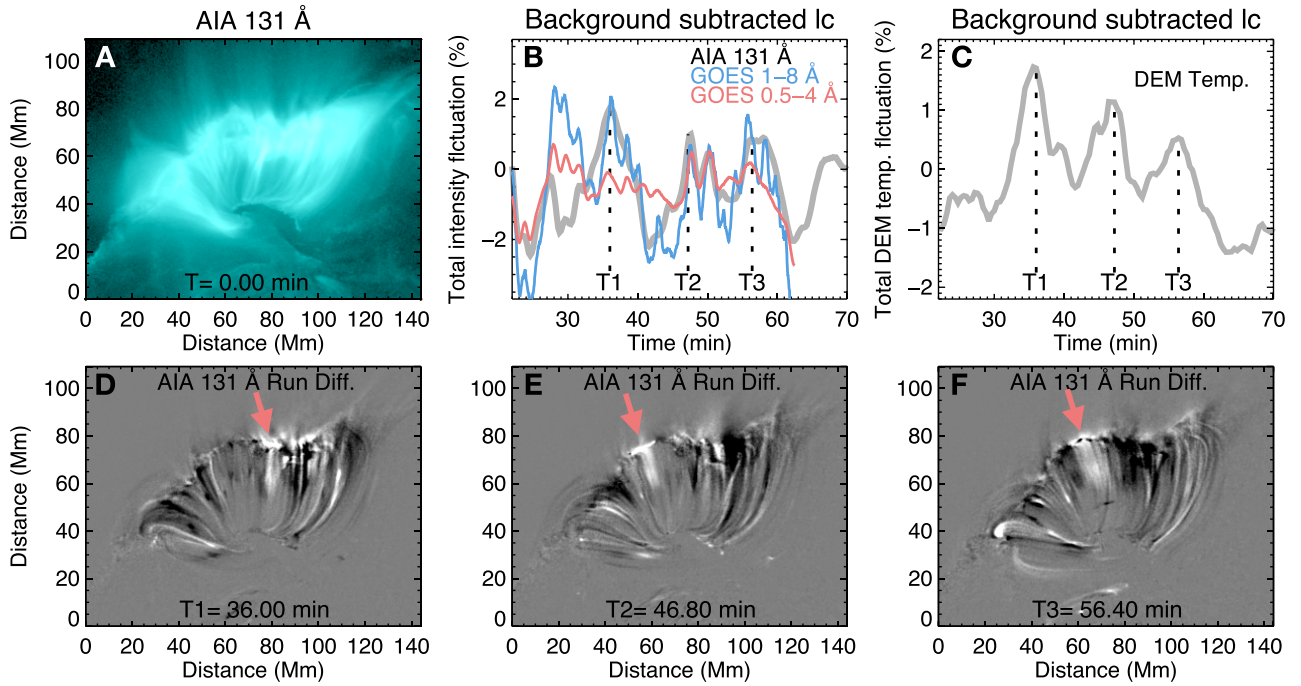 AIA 131 Å
A
T= 0.00 min
0
20
40
60
80
100
0
20
40
60
80
100
120
140
Distance (Mm)
Distance (Mm)
Background subtracted Ic
B
AIA 131 Å
GOES 1–8 Å
GOES 0.5–4 Å
T1
T2
T3
2
0
−2
30
40
50
60
70
Total intensity flctuation (%)
Time (min)
Background subtracted Ic
C
DEM Temp.
T1
T2
T3
2
1
0
−1
−2
30
40
50
60
70
Total DEM temp. flctuation (%)
Time (min)
D
AIA 131 Å Run Diff.
T1= 36.00 min
0
20
40
60
80
100
0
20
40
60
80
100
120
140
Distance (Mm)
Distance (Mm)
E
AIA 131 Å Run Diff.
T2= 46.80 min
0
20
40
60
80
100
0
20
40
60
80
100
120
140
Distance (Mm)
F
AIA 131 Å Run Diff.
T3= 56.40 min
0
20
40
60
80
100
0
20
40
60
80
100
120
140
Distance (Mm)